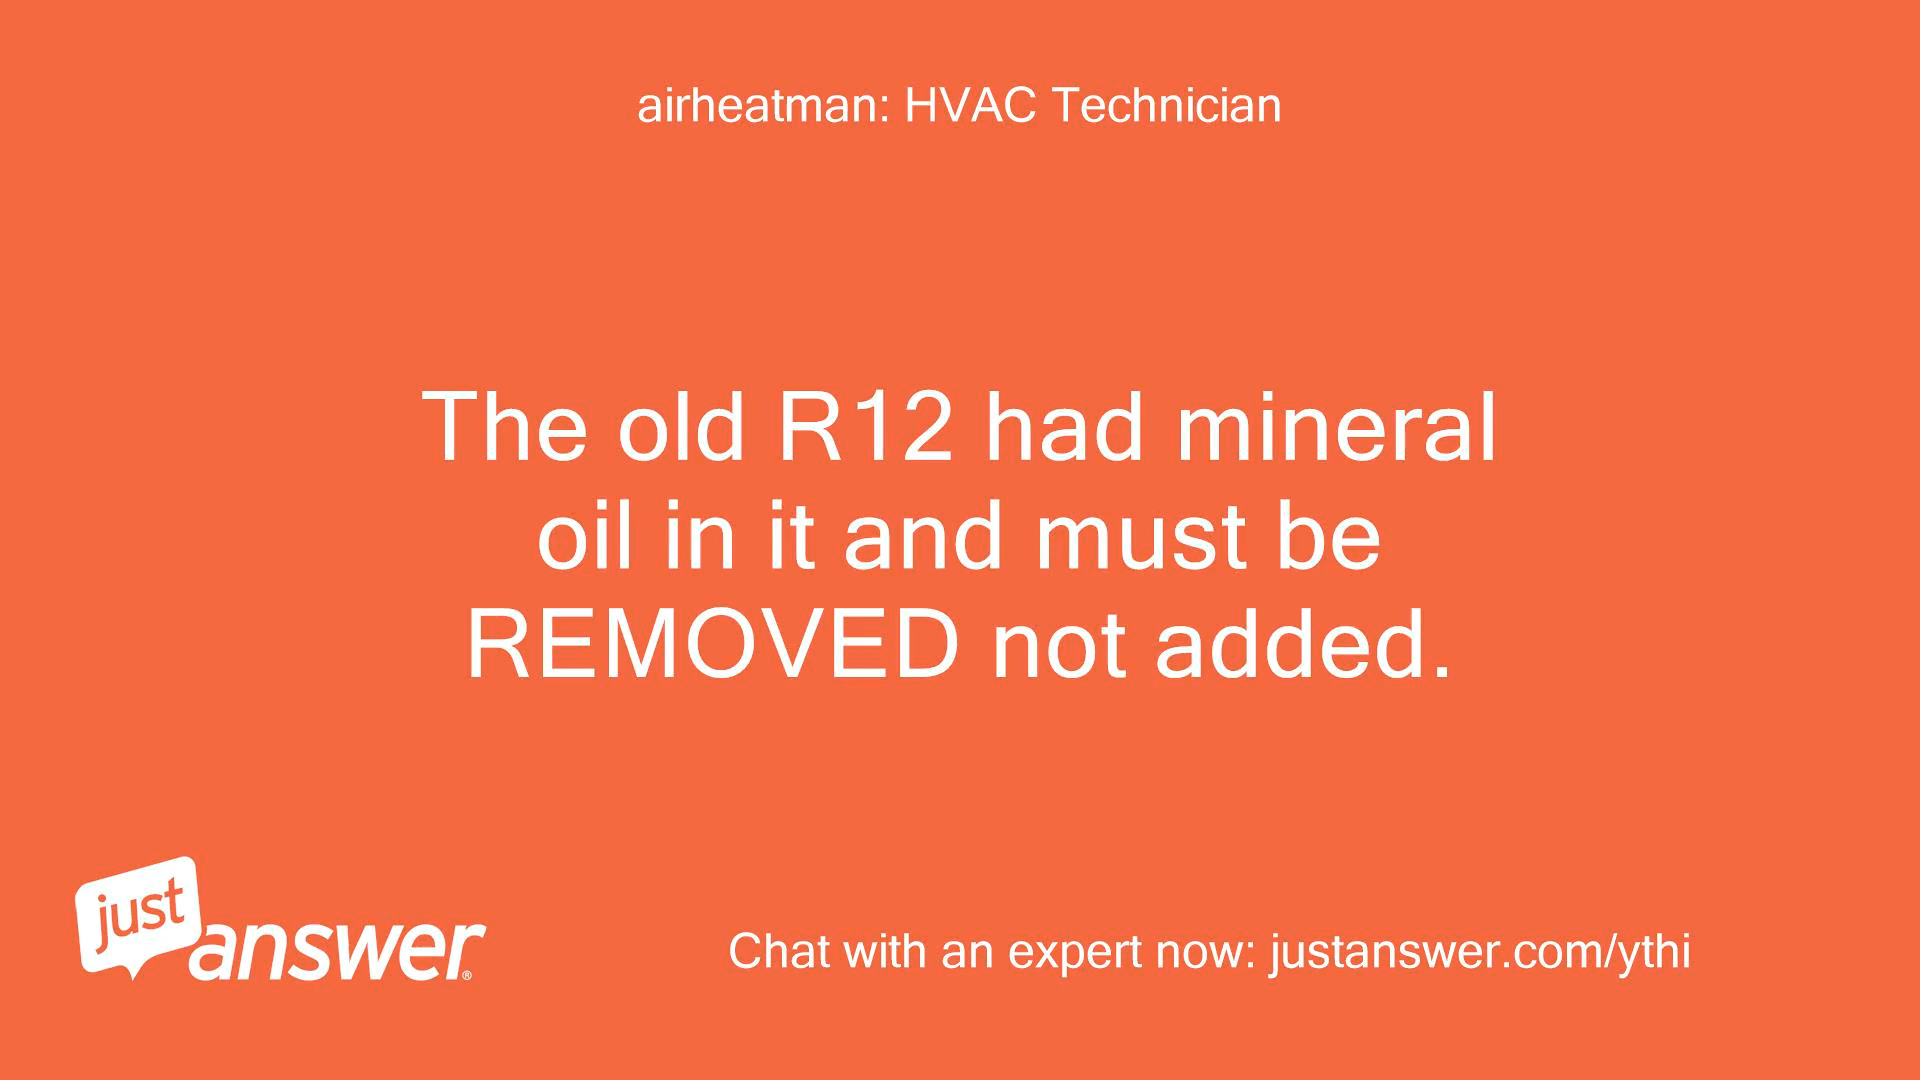 airheatman: HVAC Technician
The old R12 had mineral
oil in it and must be
REMOVED not added.
just
answer®
Chat with an expert now: justanswer.com/ythi